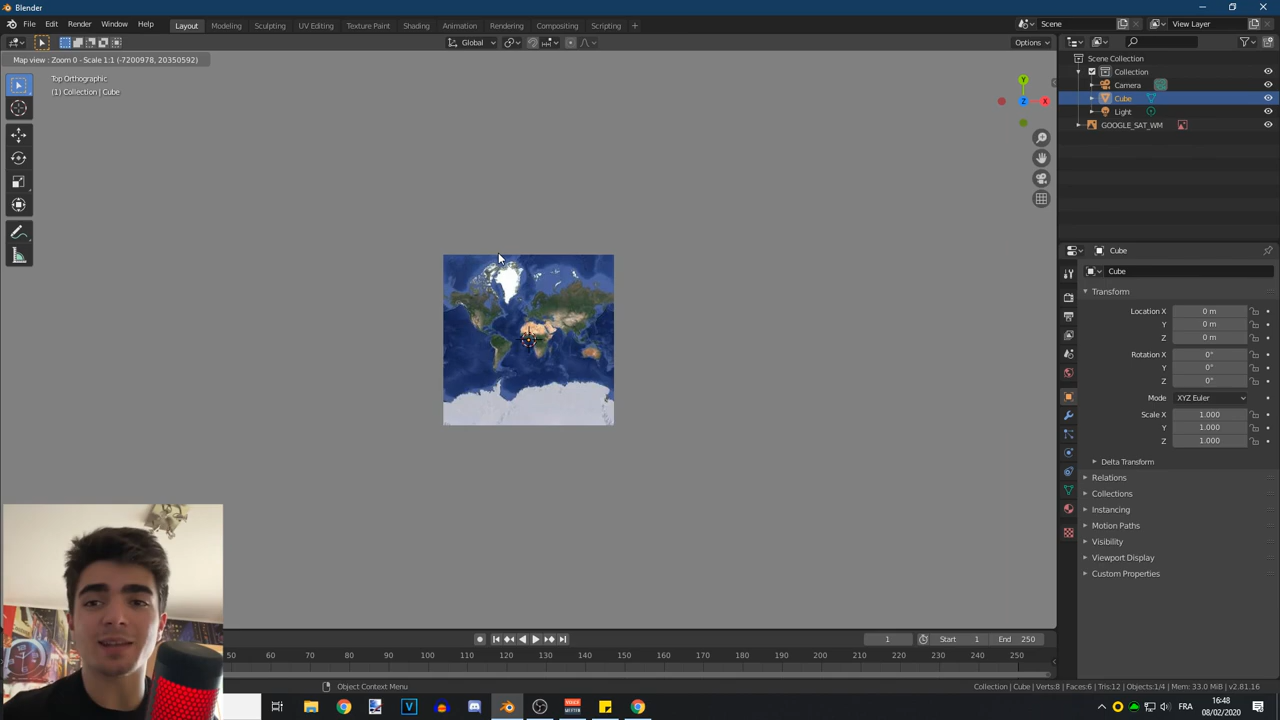 Blender
File Edit Render Window Help
Layout Modeling Sculpting UV Editing Texture Paint Shading Animation Rendering Compositing Scripting +
Scene View Layer
Global Options
Map view : Zoom 0 - Scale 1:1 (-7200978, 20350592)
Top Orthographic
(1) Collection | Cube
Y
Z
X
Scene Collection
Collection
Camera
Cube
Light
GOOGLE_SAT_WM
Cube
Cube
Transform
Location X 0 m
Y 0 m
Z 0 m
Rotation X 0°
Y 0°
Z 0°
Mode XYZ Euler
Scale X 1.000
Y 1.000
Z 1.000
Delta Transform
Relations
Collections
Instancing
Motion Paths
Visibility
Viewport Display
Custom Properties
1 Start 1 End 250
50 60 70 80 90 100 110 120 130 140 150 160 170 180 190 200 210 220 230 240 250
Object Context Menu
Collection | Cube | Verts:8 | Faces:6 | Tris:12 | Objects:1/4 | Mem: 33.0 MiB | v2.81.16
FRA
16:48
08/02/2020